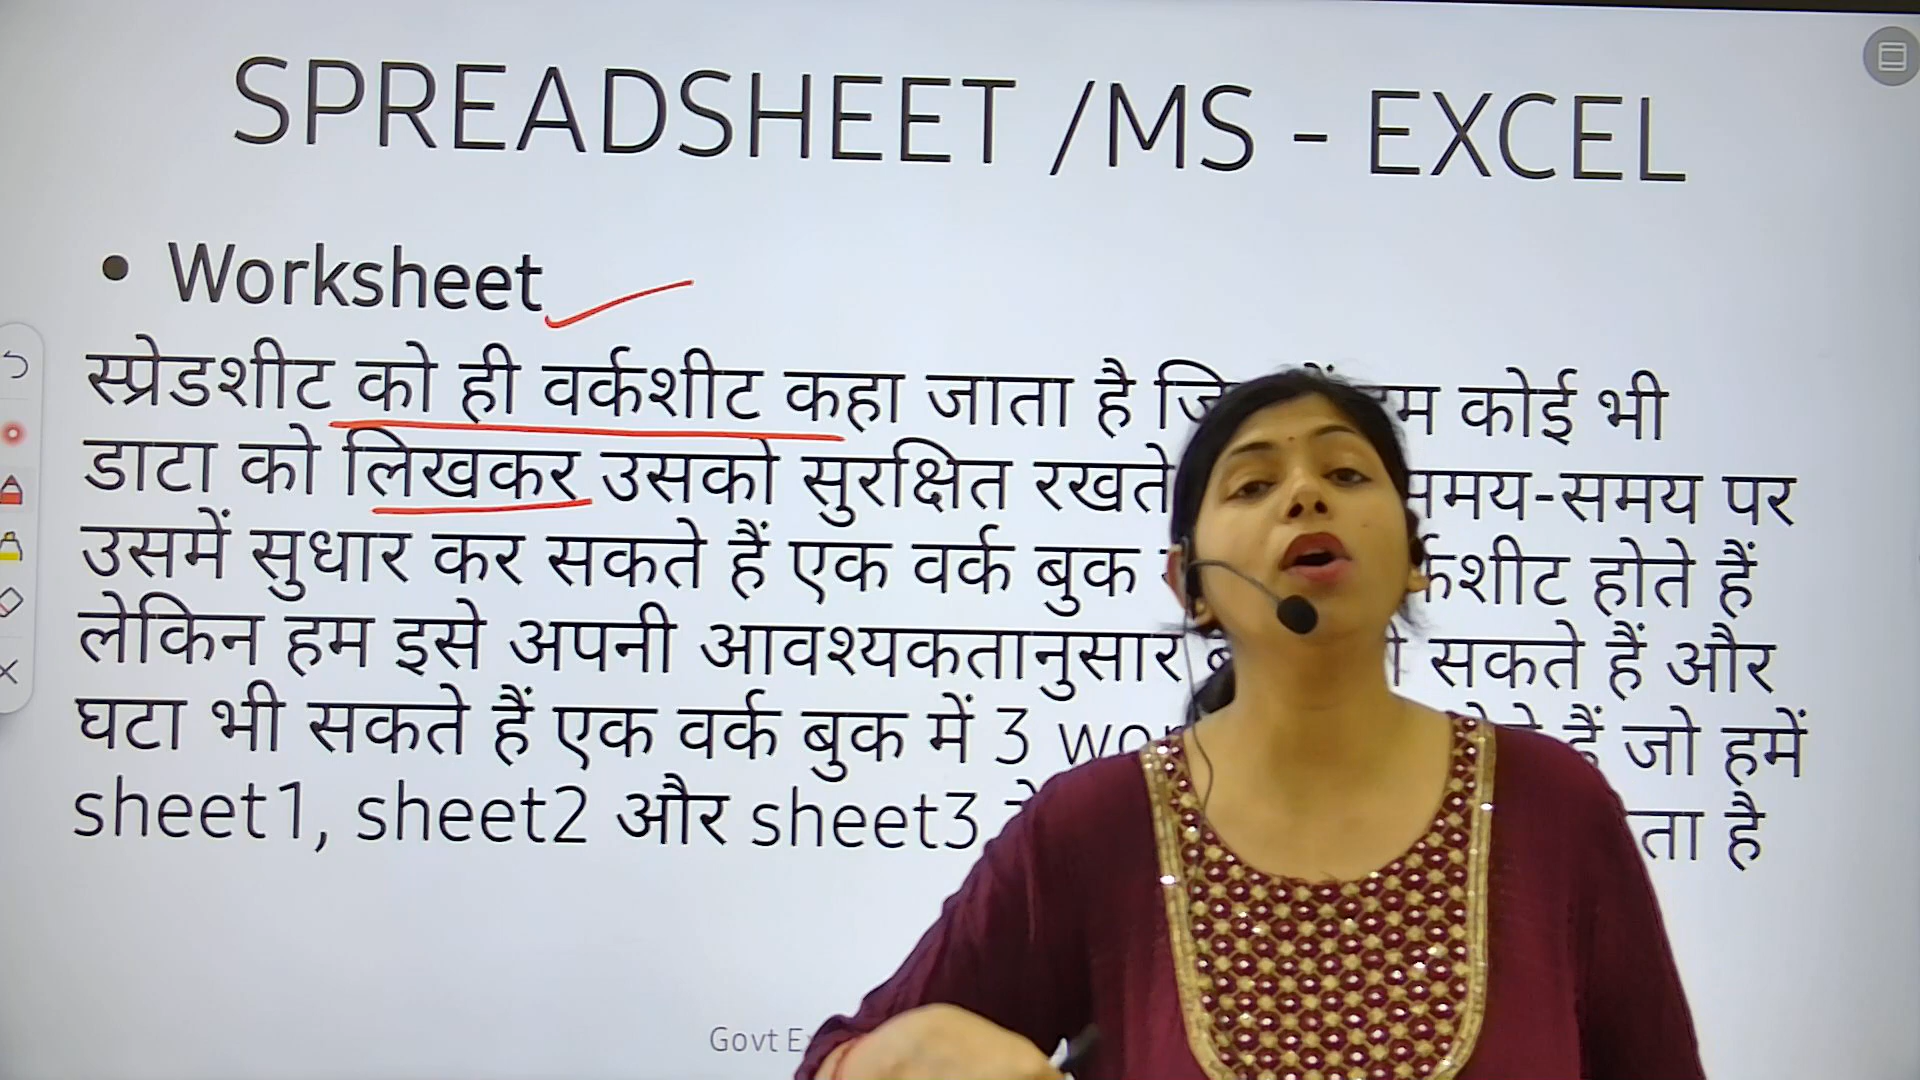 SPREADSHEET /MS - EXCEL
• Worksheet
स्प्रेडशीट को ही वर्कशीट कहा जाता है कोई भी
डाटा को लिखकर उसको सुरक्षित रखते समय-समय पर
उसमें सुधार कर सकते हैं एक वर्क बुक होते हैं
लेकिन हम इसे अपनी आवश्यकतानुसार सकते हैं और
घटा भी सकते हैं एक वर्क बुक में 3 हैं जो हमें
sheet1, sheet2 और sheet3 है
Govt